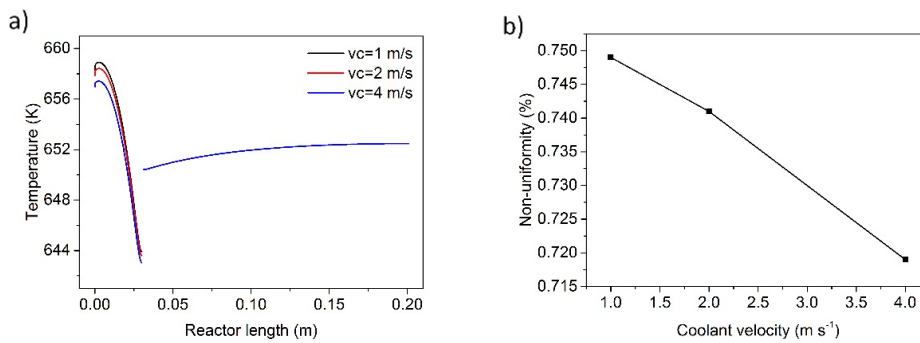 a)
vc=1 m/s
vc=2 m/s
vc=4 m/s
660
656
652
648
644
Temperature (K)
0.00 0.05 0.10 0.15 0.20
Reactor length (m)
b)
0.750
0.745
0.740
0.735
0.730
0.725
0.720
0.715
Non-uniformity (%)
1.0 1.5 2.0 2.5 3.0 3.5 4.0
Coolant velocity (m s⁻¹)